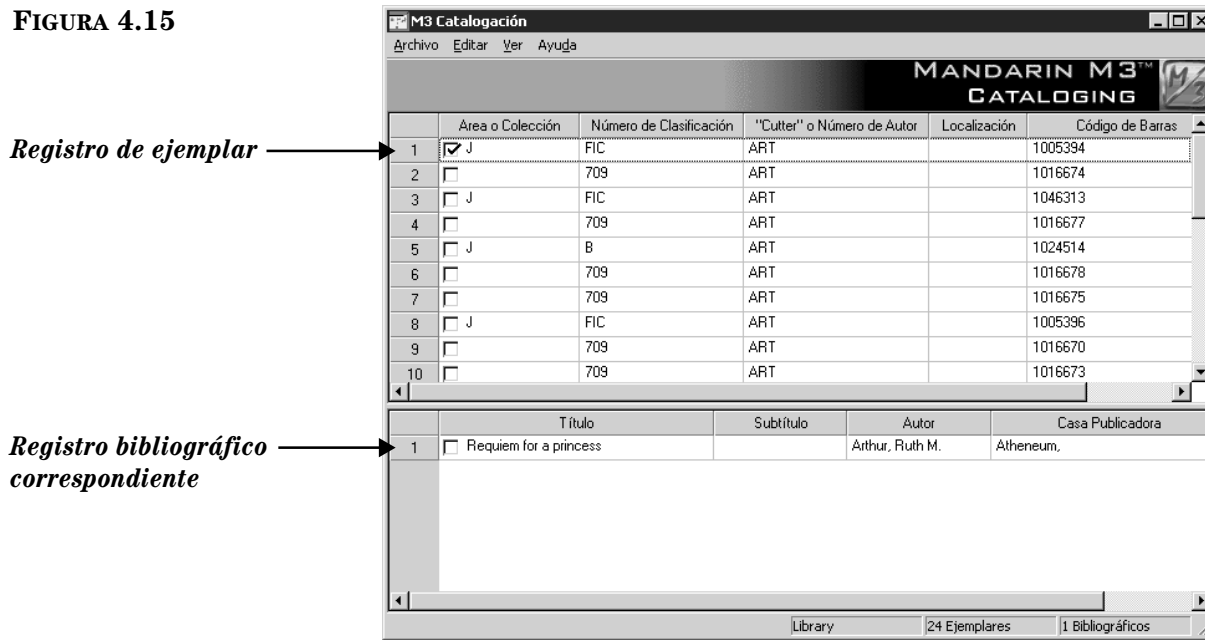 FIGURA 4.15
M3 Catalogación
Archivo Editar Ver Ayuda
MANDARIN M3™
CATALOGING
M3
Area o Colección Número de Clasificación "Cutter" o Número de Autor Localización Código de Barras
Registro de ejemplar
1 J FIC ART 1005394
2 709 ART 1016674
3 J FIC ART 1046313
4 709 ART 1016677
5 J B ART 1024514
6 709 ART 1016678
7 709 ART 1016675
8 J FIC ART 1005396
9 709 ART 1016670
10 709 ART 1016673
Título Subtítulo Autor Casa Publicadora
Registro bibliográfico
correspondiente
1 Requiem for a princess Arthur, Ruth M. Atheneum,
Library 24 Ejemplares 1 Bibliográficos